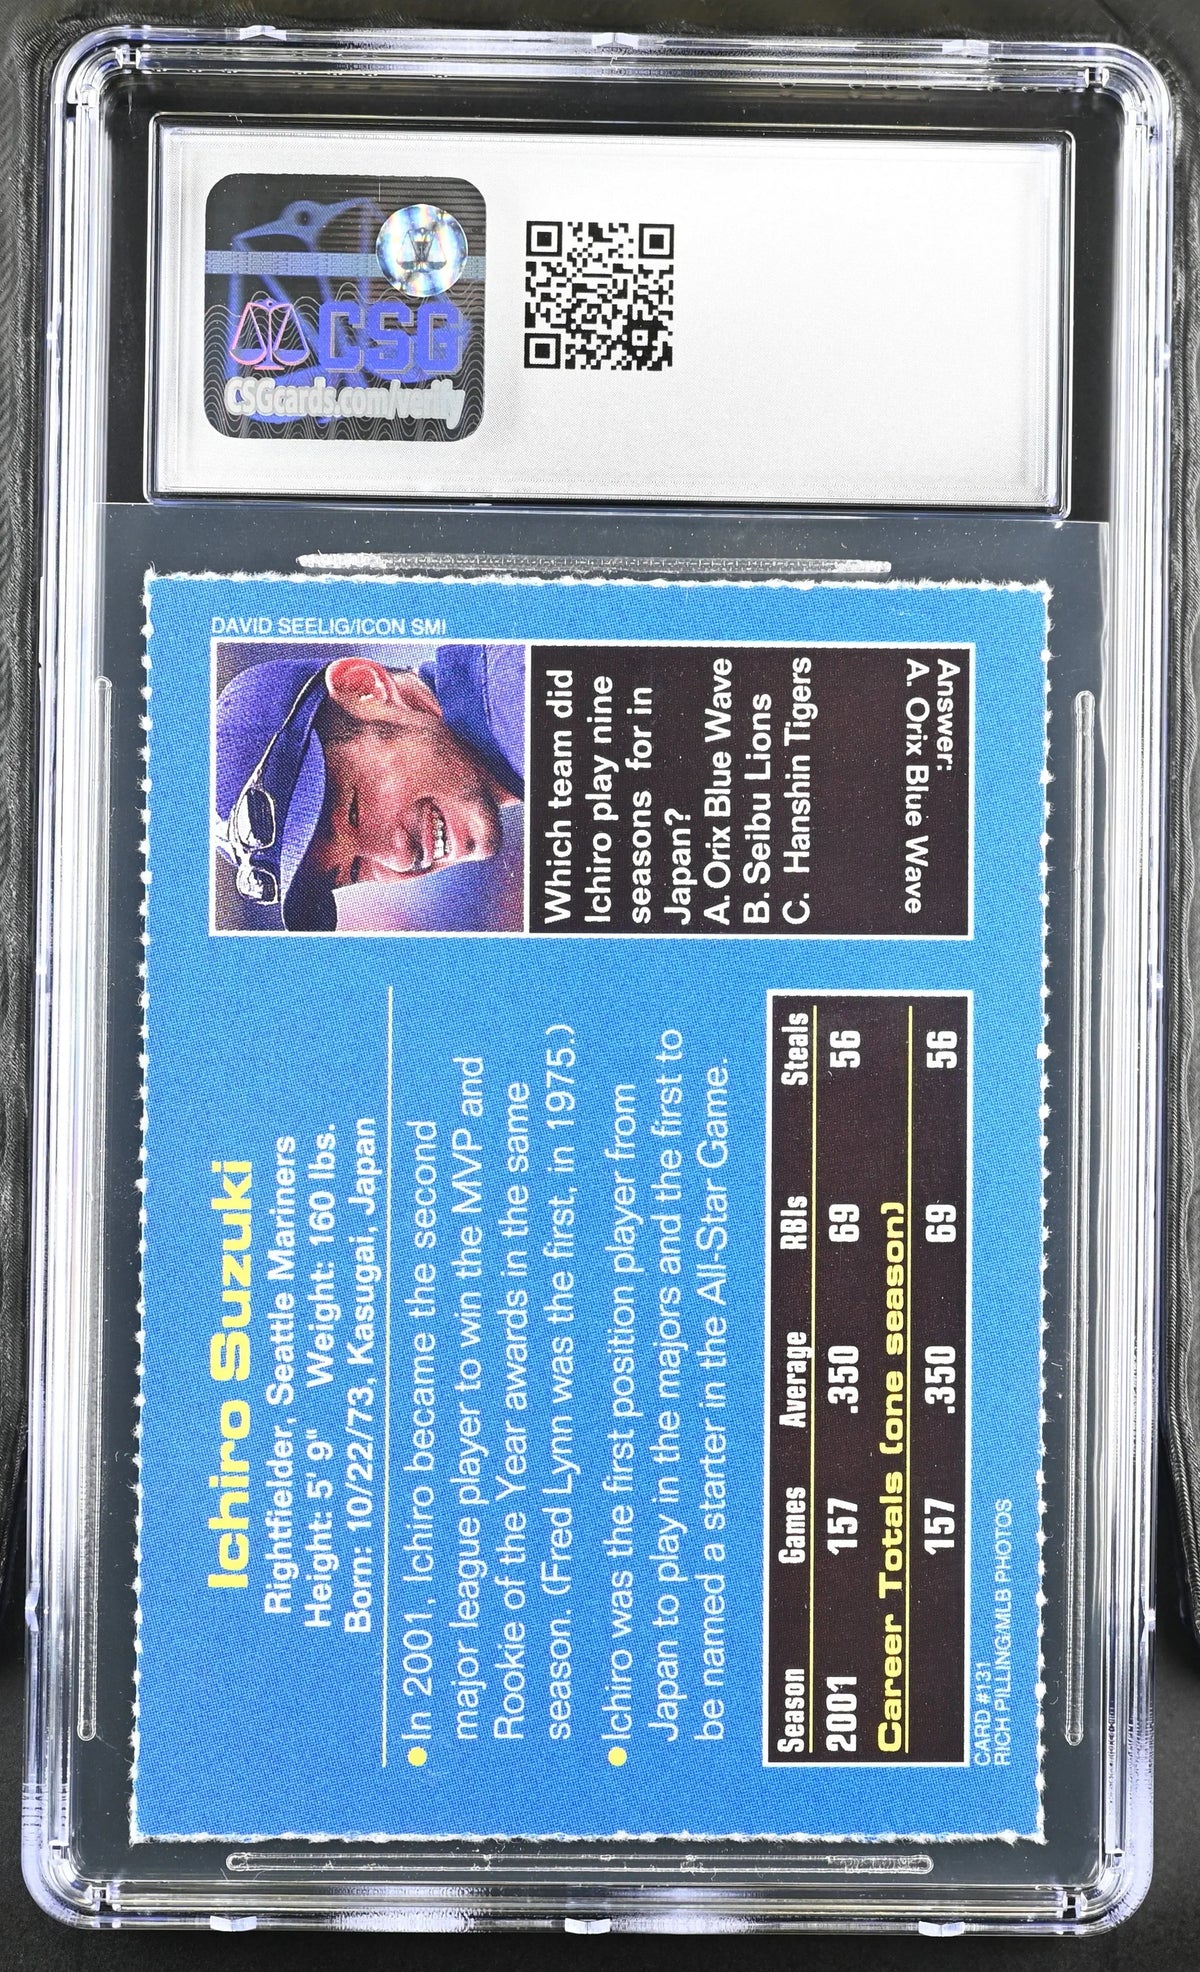 CSG
CSGcards.com/verify
Ichiro Suzuki
Rightfielder, Seattle Mariners
Height: 5' 9" Weight: 160 lbs.
Born: 10/22/73, Kasugai, Japan
In 2001, Ichiro became the second
major league player to win the MVP and
Rookie of the Year awards in the same
season. (Fred Lynn was the first, in 1975.)
Ichiro was the first position player from
Japan to play in the majors and the first to
be named a starter in the All-Star Game.
Season Games Average RBIs Steals
2001 157 .350 69 56
Career Totals (one season)
157 .350 69 56
CARD #131
RICH PILLING/MLB PHOTOS
DAVID SEELIG/ICON SMI
Which team did
Ichiro play nine
seasons for in
Japan?
A. Orix Blue Wave
B. Seibu Lions
C. Hanshin Tigers
Answer:
A. Orix Blue Wave